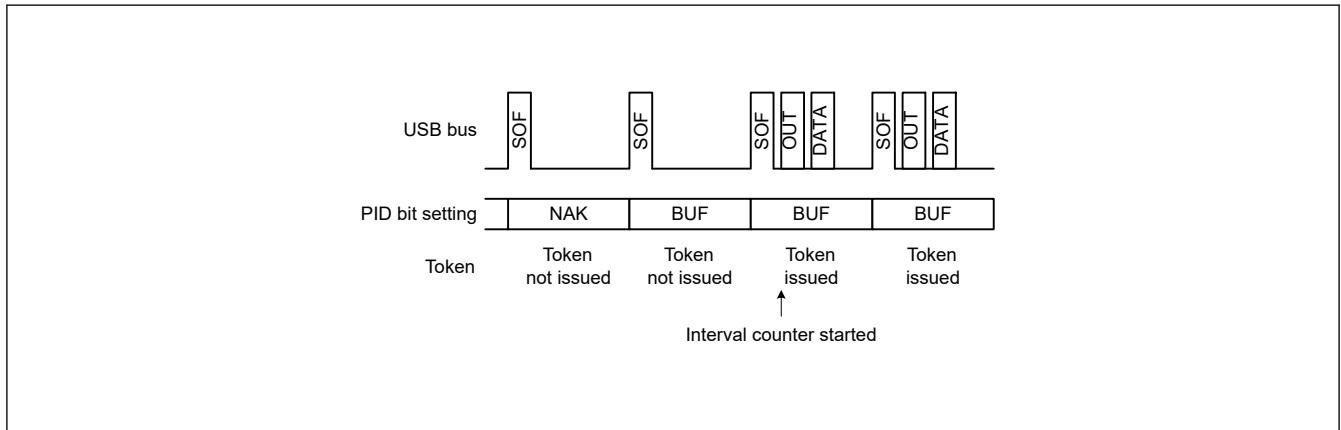 USB bus
SOF
SOF
SOF
OUT
DATA
SOF
OUT
DATA
PID bit setting
NAK
BUF
BUF
BUF
Token
Token
not issued
Token
not issued
Token
issued
Token
issued
Interval counter started